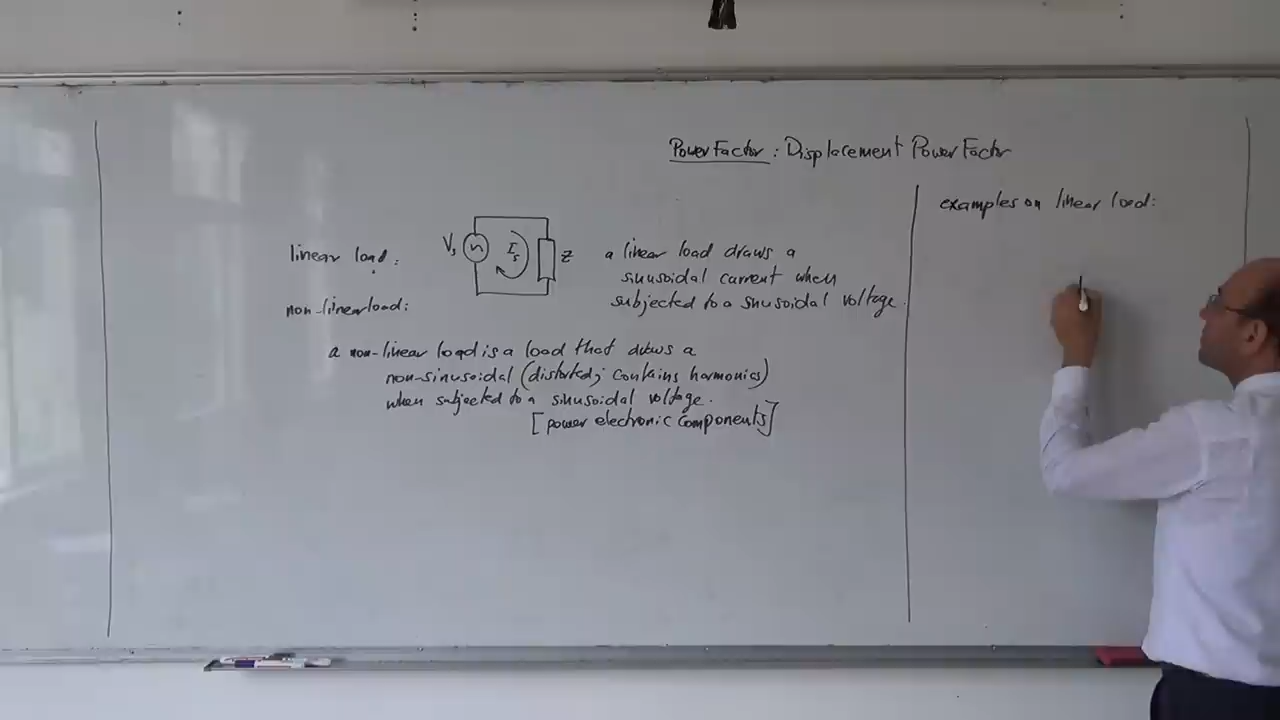 Power Factor : Displacement Power Factor
examples on linear load:
linear load :
Vs
Is
Z
a linear load draws a
sinusoidal current when
subjected to a sinusoidal voltage.
non-linear load:
a non-linear load is a load that draws a
non-sinusoidal (distorted; contains harmonics)
when subjected to a sinusoidal voltage.
[power electronic components]